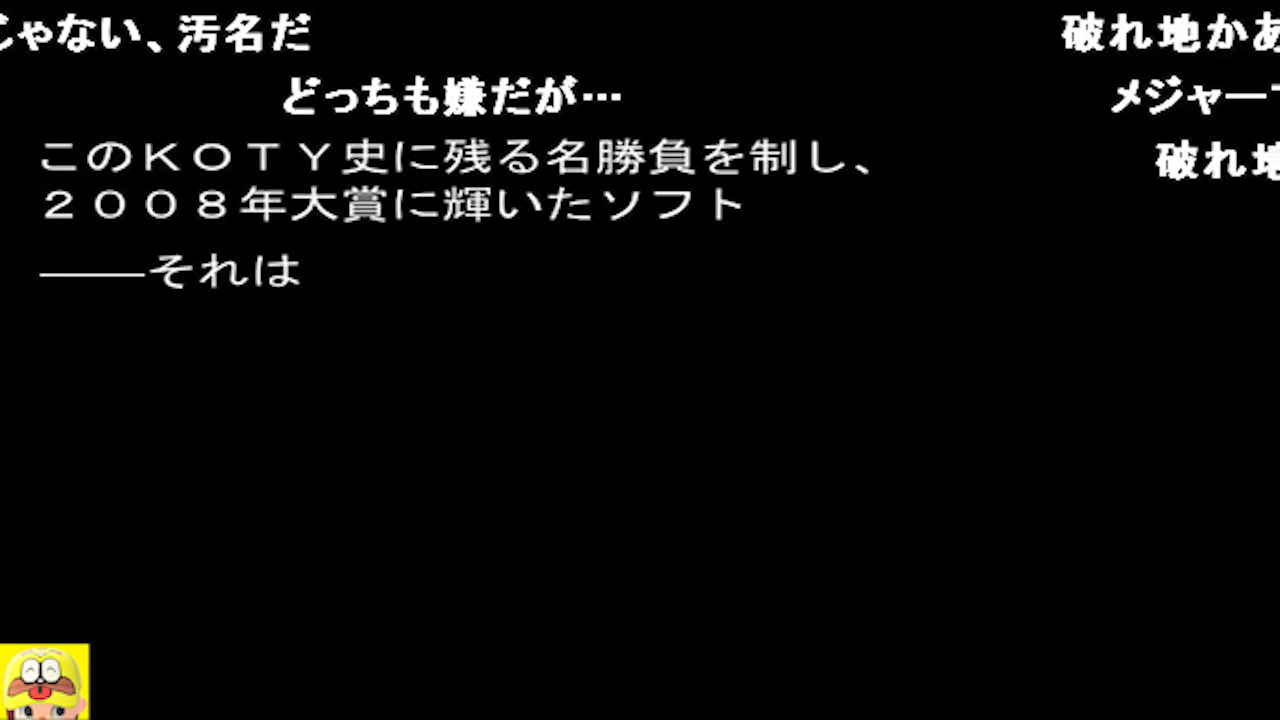 じゃない、汚名だ
破れ地かあ
どっちも嫌だが…
メジャー
このＫＯＴＹ史に残る名勝負を制し、
破れ地
２００８年大賞に輝いたソフト
――それは